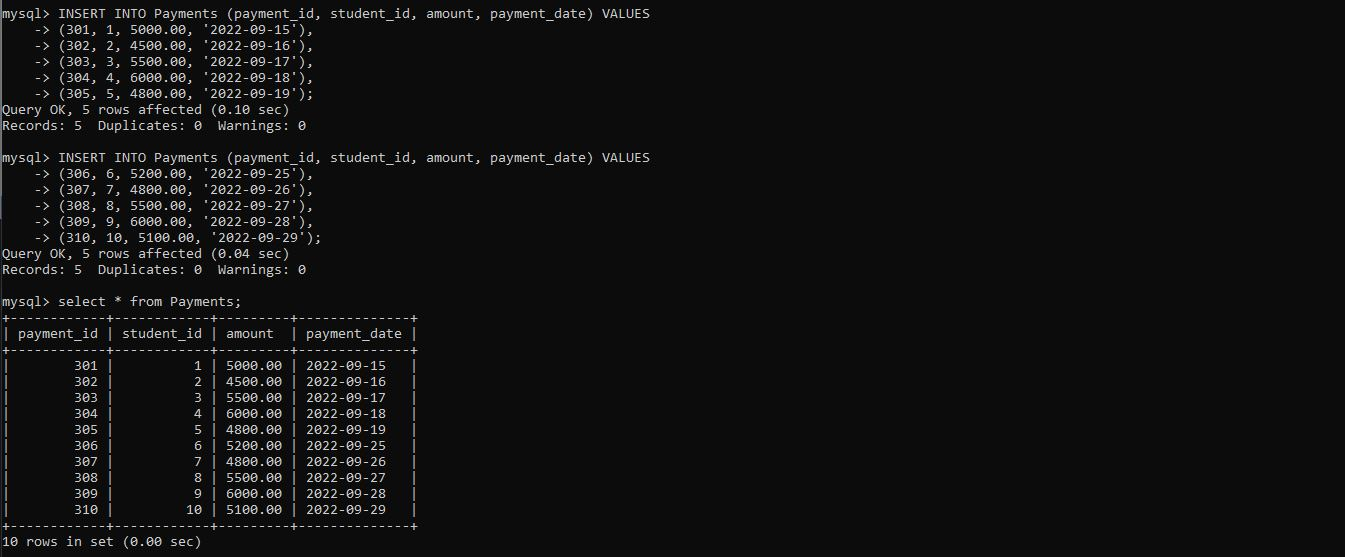 mysql> INSERT INTO Payments (payment_id, student_id, amount, payment_date) VALUES
    -> (301, 1, 5000.00, '2022-09-15'),
    -> (302, 2, 4500.00, '2022-09-16'),
    -> (303, 3, 5500.00, '2022-09-17'),
    -> (304, 4, 6000.00, '2022-09-18'),
    -> (305, 5, 4800.00, '2022-09-19');
Query OK, 5 rows affected (0.10 sec)
Records: 5  Duplicates: 0  Warnings: 0

mysql> INSERT INTO Payments (payment_id, student_id, amount, payment_date) VALUES
    -> (306, 6, 5200.00, '2022-09-25'),
    -> (307, 7, 4800.00, '2022-09-26'),
    -> (308, 8, 5500.00, '2022-09-27'),
    -> (309, 9, 6000.00, '2022-09-28'),
    -> (310, 10, 5100.00, '2022-09-29');
Query OK, 5 rows affected (0.04 sec)
Records: 5  Duplicates: 0  Warnings: 0

mysql> select * from Payments;
+------------+------------+---------+--------------+
| payment_id | student_id | amount  | payment_date |
+------------+------------+---------+--------------+
|        301 |          1 | 5000.00 | 2022-09-15   |
|        302 |          2 | 4500.00 | 2022-09-16   |
|        303 |          3 | 5500.00 | 2022-09-17   |
|        304 |          4 | 6000.00 | 2022-09-18   |
|        305 |          5 | 4800.00 | 2022-09-19   |
|        306 |          6 | 5200.00 | 2022-09-25   |
|        307 |          7 | 4800.00 | 2022-09-26   |
|        308 |          8 | 5500.00 | 2022-09-27   |
|        309 |          9 | 6000.00 | 2022-09-28   |
|        310 |         10 | 5100.00 | 2022-09-29   |
+------------+------------+---------+--------------+
10 rows in set (0.00 sec)